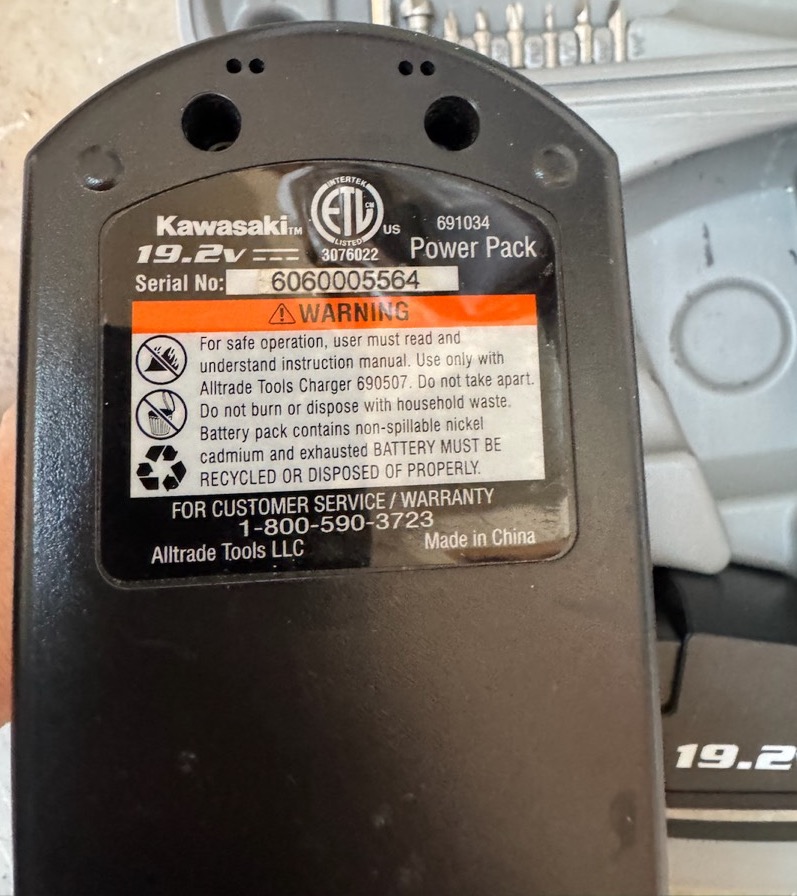 INTERTEK
ETL CM
LISTED
US
Kawasaki™
691034
19.2V
3076022
Power Pack
Serial No: 6060005564
WARNING
For safe operation, user must read and
understand instruction manual. Use only with
Alltrade Tools Charger 690507. Do not take apart.
Do not burn or dispose with household waste.
Battery pack contains non-spillable nickel
cadmium and exhausted BATTERY MUST BE
RECYCLED OR DISPOSED OF PROPERLY.
FOR CUSTOMER SERVICE / WARRANTY
1-800-590-3723
Alltrade Tools LLC
Made in China
19.2